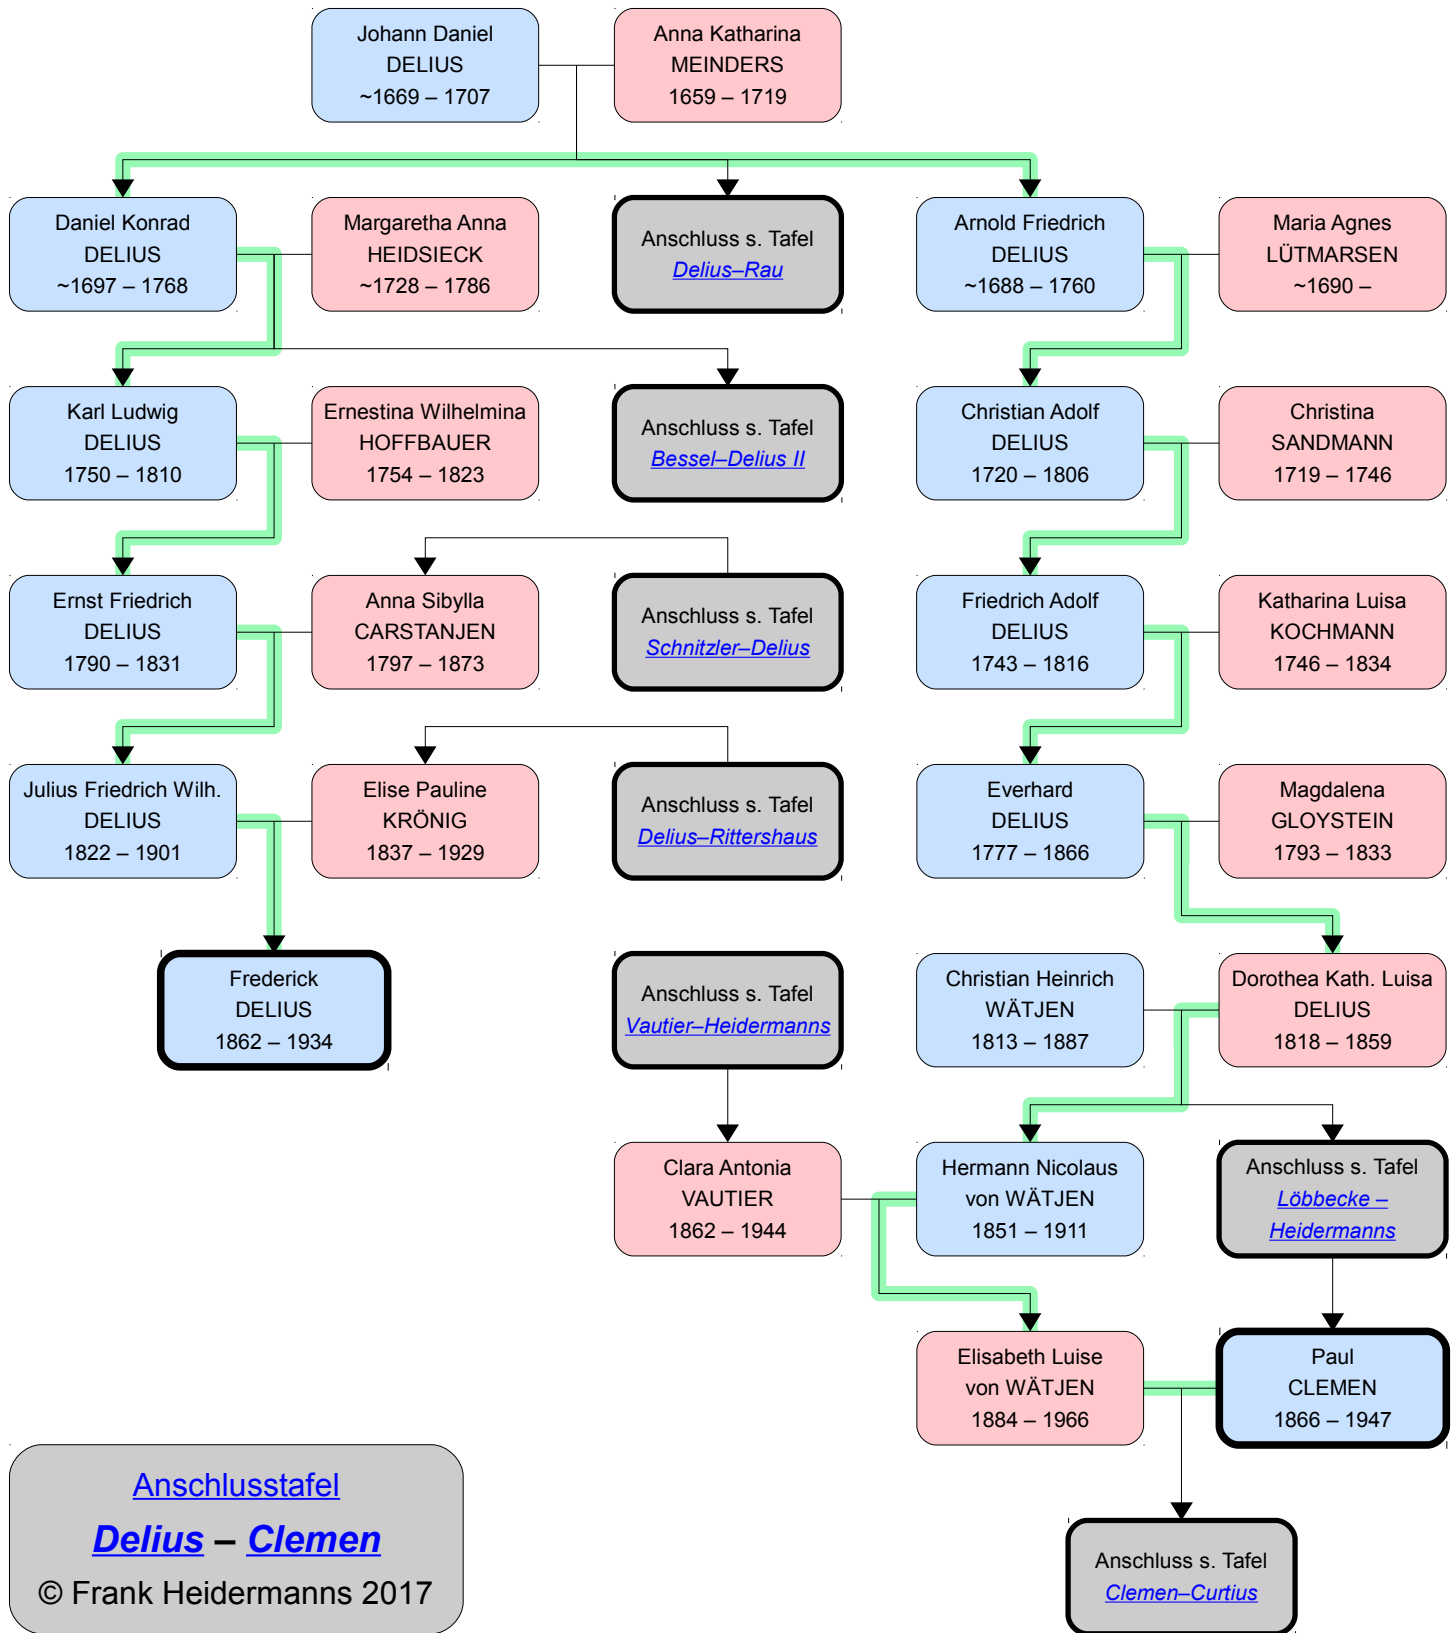 Johann Daniel
DELIUS
~1669 – 1707
Anna Katharina
MEINDERS
1659 – 1719
Daniel Konrad
DELIUS
~1697 – 1768
Margaretha Anna
HEIDSIECK
~1728 – 1786
Anschluss s. Tafel
Delius–Rau
Arnold Friedrich
DELIUS
~1688 – 1760
Maria Agnes
LÜTMARSEN
~1690 –
Karl Ludwig
DELIUS
1750 – 1810
Ernestina Wilhelmina
HOFFBAUER
1754 – 1823
Anschluss s. Tafel
Bessel–Delius II
Christian Adolf
DELIUS
1720 – 1806
Christina
SANDMANN
1719 – 1746
Ernst Friedrich
DELIUS
1790 – 1831
Anna Sibylla
CARSTANJEN
1797 – 1873
Anschluss s. Tafel
Schnitzler–Delius
Friedrich Adolf
DELIUS
1743 – 1816
Katharina Luisa
KOCHMANN
1746 – 1834
Julius Friedrich Wilh.
DELIUS
1822 – 1901
Elise Pauline
KRÖNIG
1837 – 1929
Anschluss s. Tafel
Delius–Rittershaus
Everhard
DELIUS
1777 – 1866
Magdalena
GLOYSTEIN
1793 – 1833
Frederick
DELIUS
1862 – 1934
Anschluss s. Tafel
Vautier–Heidermanns
Christian Heinrich
WÄTJEN
1813 – 1887
Dorothea Kath. Luisa
DELIUS
1818 – 1859
Clara Antonia
VAUTIER
1862 – 1944
Hermann Nicolaus
von WÄTJEN
1851 – 1911
Anschluss s. Tafel
Löbbecke –
Heidermanns
Elisabeth Luise
von WÄTJEN
1884 – 1966
Paul
CLEMEN
1866 – 1947
Anschlusstafel
Delius – Clemen
© Frank Heidermanns 2017
Anschluss s. Tafel
Clemen–Curtius